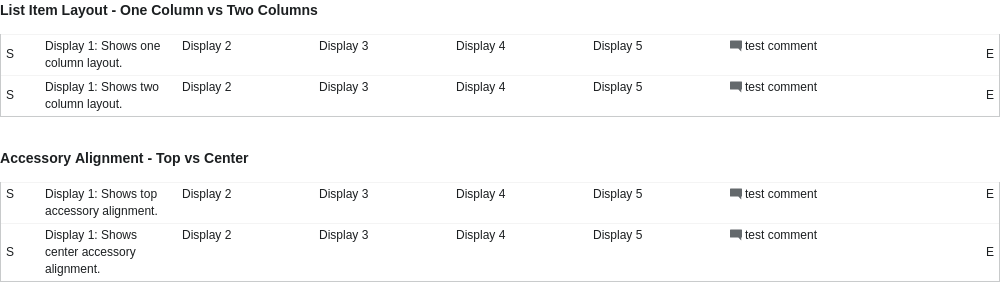 List Item Layout - One Column vs Two Columns
S Display 1: Shows one column layout. Display 2 Display 3 Display 4 Display 5 test comment E
S Display 1: Shows two column layout. Display 2 Display 3 Display 4 Display 5 test comment E
Accessory Alignment - Top vs Center
S Display 1: Shows top accessory alignment. Display 2 Display 3 Display 4 Display 5 test comment E
S Display 1: Shows center accessory alignment. Display 2 Display 3 Display 4 Display 5 test comment E